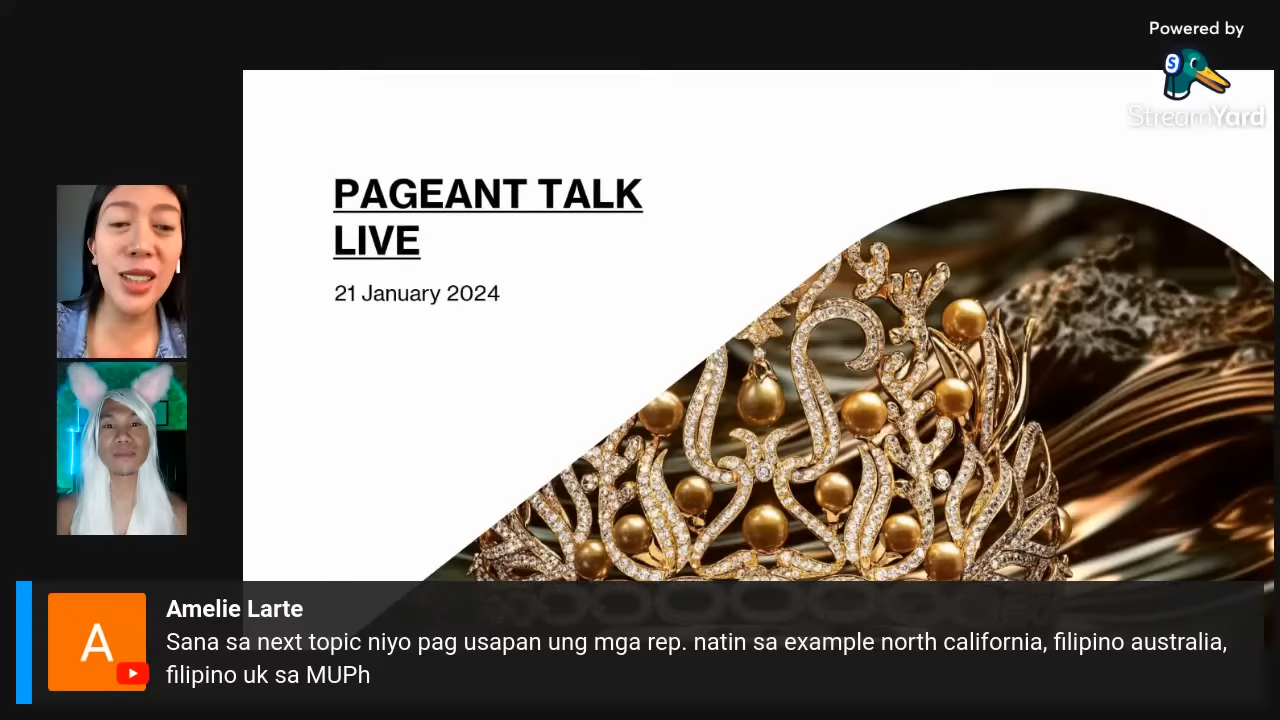 Powered by
S
StreamYard
PAGEANT TALK
LIVE
21 January 2024
A
Amelie Larte
Sana sa next topic niyo pag usapan ung mga rep. natin sa example north california, filipino australia,
filipino uk sa MUPh